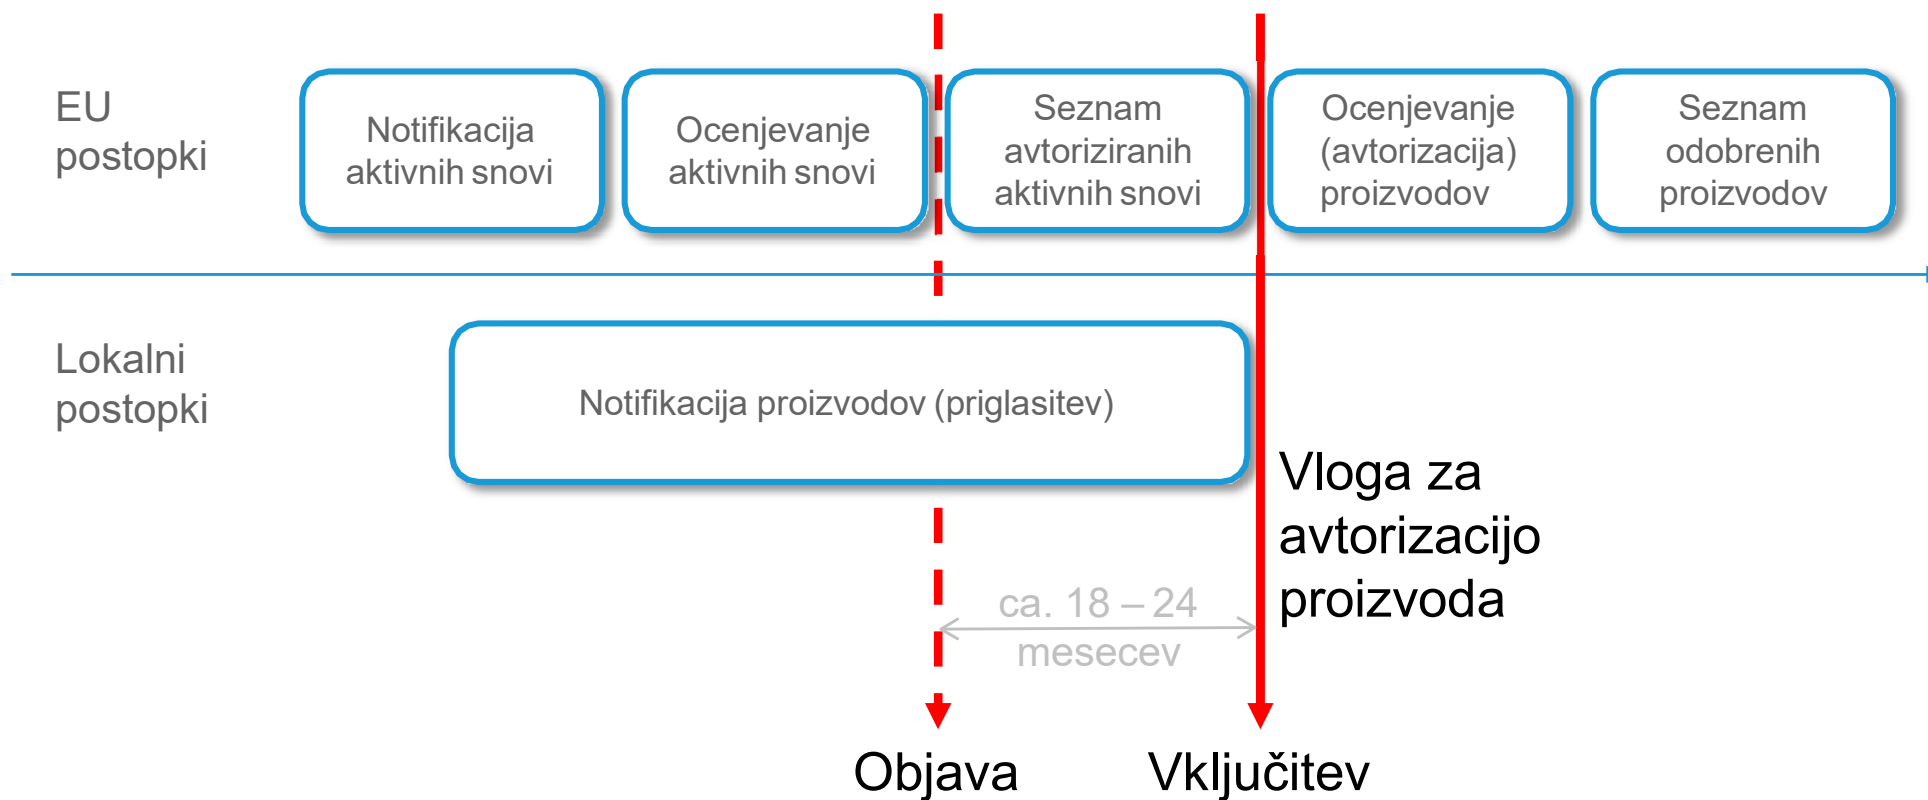 EU
postopki
Notifikacija
aktivnih snovi
Ocenjevanje
aktivnih snovi
Seznam
avtoriziranih
aktivnih snovi
Ocenjevanje
(avtorizacija)
proizvodov
Seznam
odobrenih
proizvodov
Lokalni
postopki
Notifikacija proizvodov (priglasitev)
Vloga za
avtorizacijo
proizvoda
ca. 18 – 24
mesecev
Objava
Vključitev